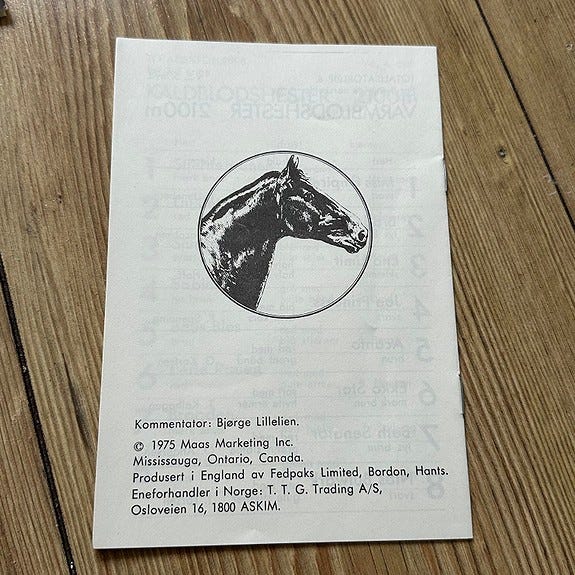 Kommentator: Bjørge Lillelien.
© 1975 Maas Marketing Inc.
Mississauga, Ontario, Canada.
Produsert i England av Fedpaks Limited, Bordon, Hants.
Eneforhandler i Norge: T. T. G. Trading A/S,
Osloveien 16, 1800 ASKIM.